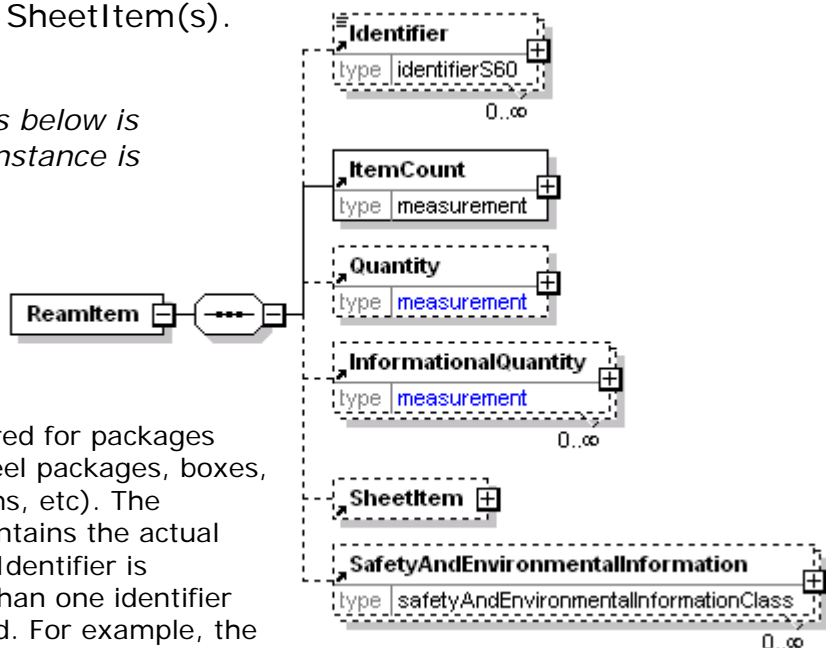 SheetItem(s).
s below is
nstance is
red for packages
eel packages, boxes,
ns, etc). The
ntains the actual
Identifier is
than one identifier
d. For example, the
ReamItem
Identifier
type identifierS60
0..∞
ItemCount
type measurement
Quantity
type measurement
InformationalQuantity
type measurement
0..∞
SheetItem
SafetyAndEnvironmentalInformation
type safetyAndEnvironmentalInformationClass
0..∞